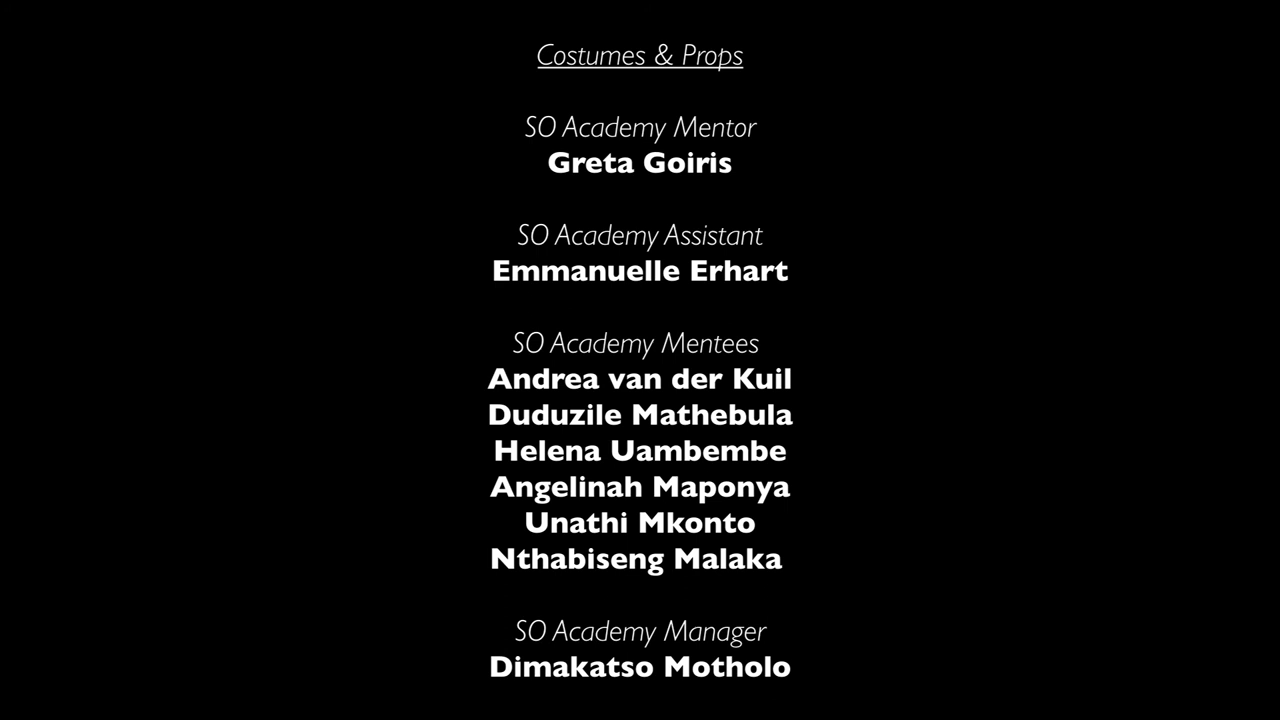 Costumes & Props
SO Academy Mentor
Greta Goiris
SO Academy Assistant
Emmanuelle Erhart
SO Academy Mentees
Andrea van der Kuil
Duduzile Mathebula
Helena Uambembe
Angelinah Maponya
Unathi Mkonto
Nthabiseng Malaka
SO Academy Manager
Dimakatso Motholo